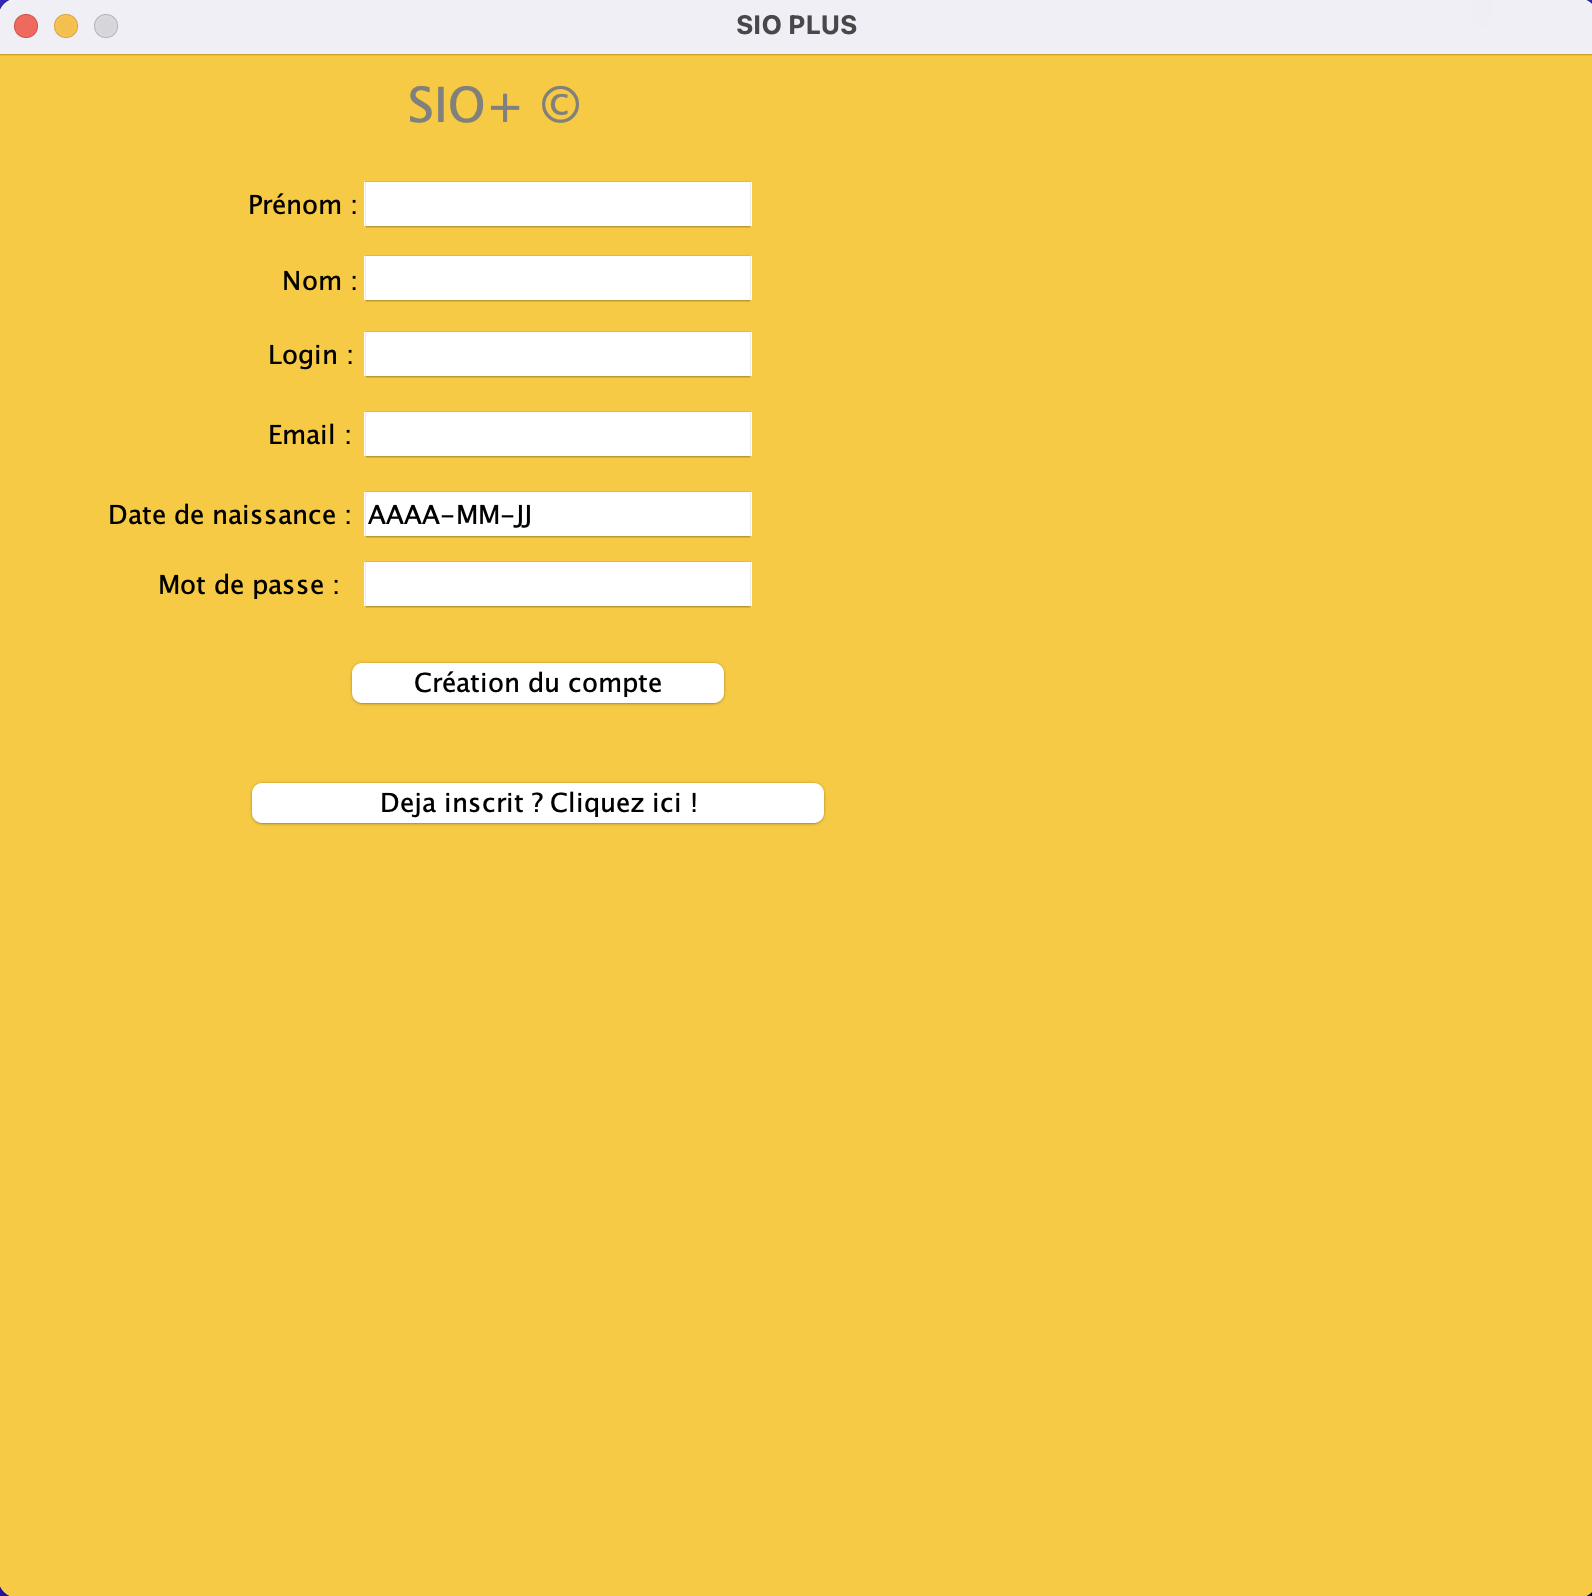 SIO PLUS
SIO+ ©
Prénom :
Nom :
Login :
Email :
Date de naissance : AAAA-MM-JJ
Mot de passe :
Création du compte
Deja inscrit ? Cliquez ici !